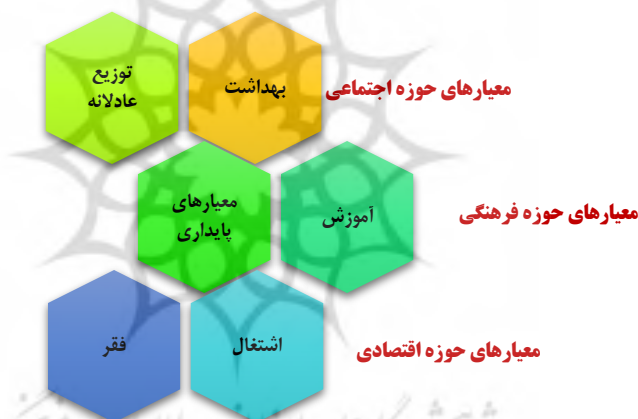 معیارهای حوزه اجتماعی
بهداشت
توزیع
عادلانه
معیارهای حوزه فرهنگی
آموزش
معیارهای
پایداری
معیارهای حوزه اقتصادی
اشتغال
فقر